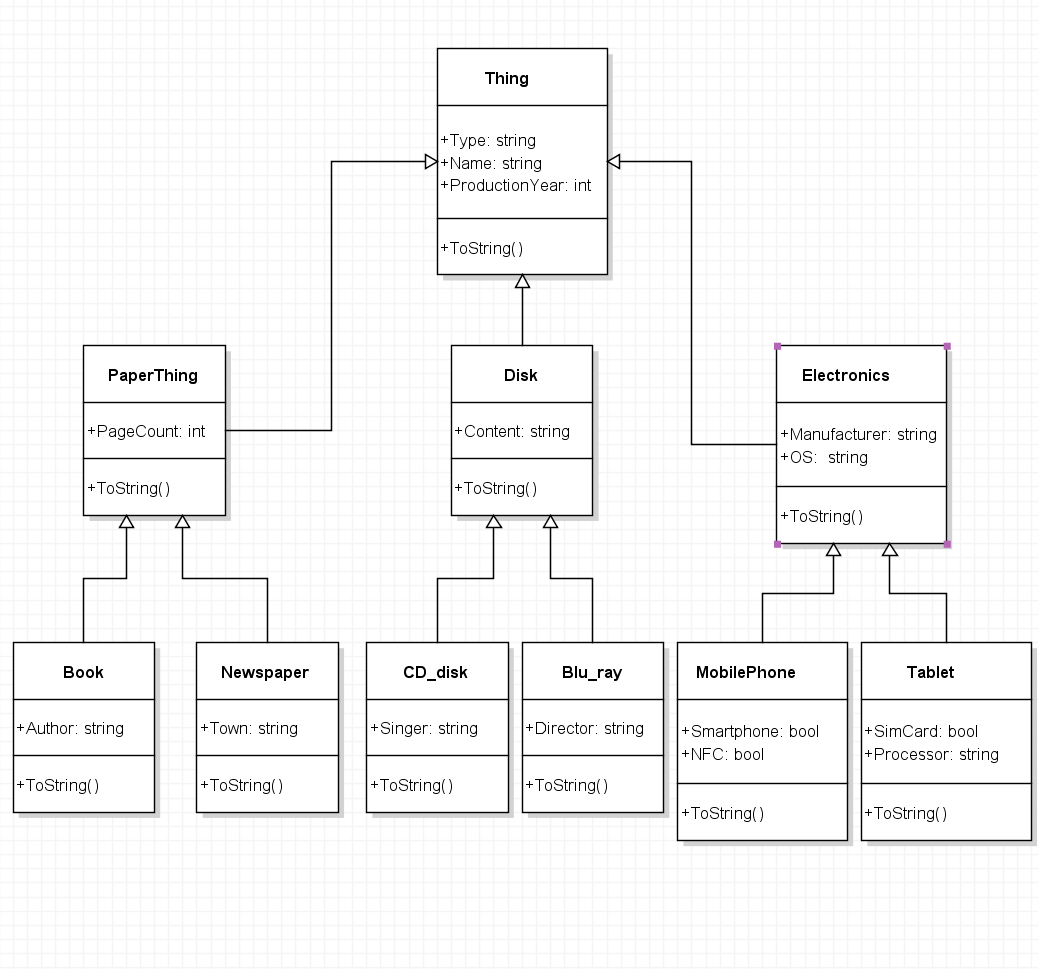 Thing
+Type: string
+Name: string
+ProductionYear: int
+ToString()
PaperThing
+PageCount: int
+ToString()
Disk
+Content: string
+ToString()
Electronics
+Manufacturer: string
+OS:  string
+ToString()
Book
+Author: string
+ToString()
Newspaper
+Town: string
+ToString()
CD_disk
+Singer: string
+ToString()
Blu_ray
+Director: string
+ToString()
MobilePhone
+Smartphone: bool
+NFC: bool
+ToString()
Tablet
+SimCard: bool
+Processor: string
+ToString()